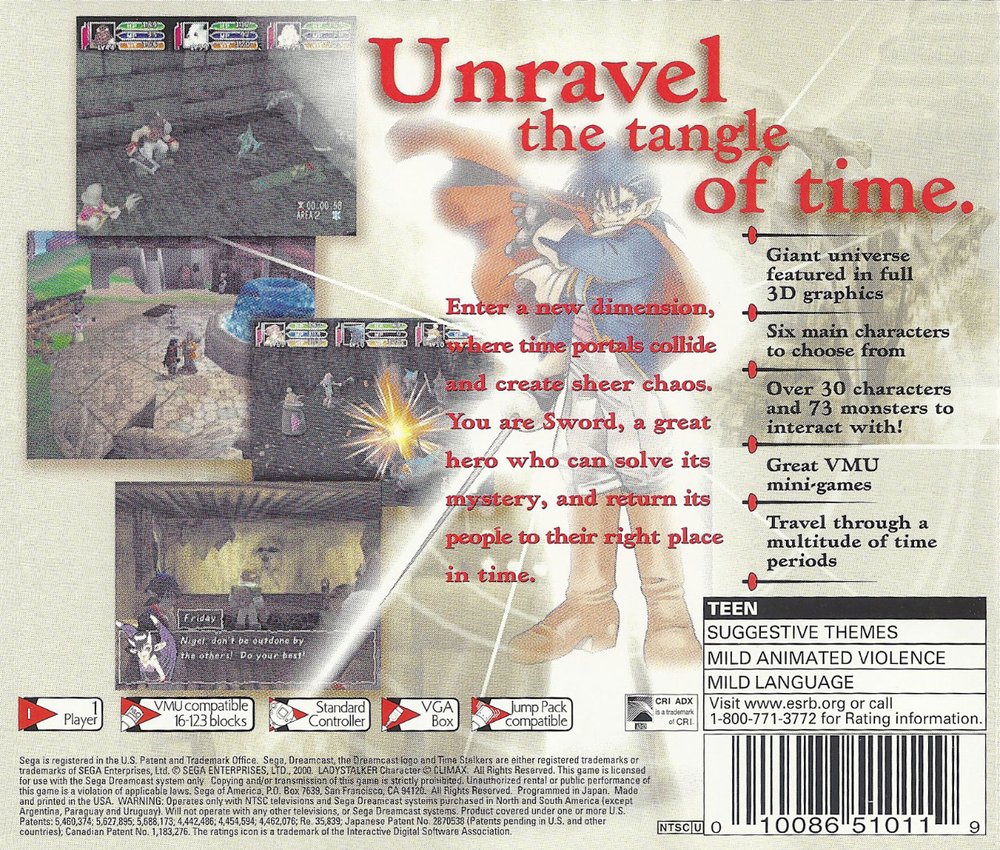 Unravel
the tangle
of time.
Enter a new dimension,
where time portals collide
and create sheer chaos.
You are Sword, a great
hero who can solve its
mystery, and return its
people to their right place
in time.
Giant universe
featured in full
3D graphics
Six main characters
to choose from
Over 30 characters
and 73 monsters to
interact with!
Great VMU
mini-games
Travel through a
multitude of time
periods
00:00:58
AREA 2
Friday
Nigel, don't be outdone by
the others! Do your best!
1
Player
VMU compatible
16-123 blocks
Standard
Controller
VGA
Box
Jump Pack
compatible
CRI ADX
is a trademark
of CRI.
TEEN
SUGGESTIVE THEMES
MILD ANIMATED VIOLENCE
MILD LANGUAGE
Visit www.esrb.org or call
1-800-771-3772 for Rating information.
Sega is registered in the U.S. Patent and Trademark Office. Sega, Dreamcast, the Dreamcast logo and Time Stalkers are either registered trademarks or
trademarks of SEGA Enterprises, Ltd. © SEGA ENTERPRISES, LTD., 2000. LADYSTALKER Character © CLIMAX. All Rights Reserved. This game is licensed
for use with the Sega Dreamcast system only. Copying and/or transmission of this game is strictly prohibited. Unauthorized rental or public performance of
this game is a violation of applicable laws. Sega of America, P.O. Box 7639, San Francisco, CA 94120. All Rights Reserved. Programmed in Japan. Made
and printed in the USA. WARNING: Operates only with NTSC televisions and Sega Dreamcast systems purchased in North and South America (except
Argentina, Paraguay and Uruguay). Will not operate with any other televisions, or Sega Dreamcast systems. Product covered under one or more U.S.
Patents: 5,460,374; 5,627,895; 5,688,173; 4,442,486; 4,454,594; 4,462,076; Re. 35,839; Japanese Patent No. 2870538 (Patents pending in U.S. and other
countries); Canadian Patent No. 1,183,276. The ratings icon is a trademark of the Interactive Digital Software Association.
NTSC U
0 10086 51011 9